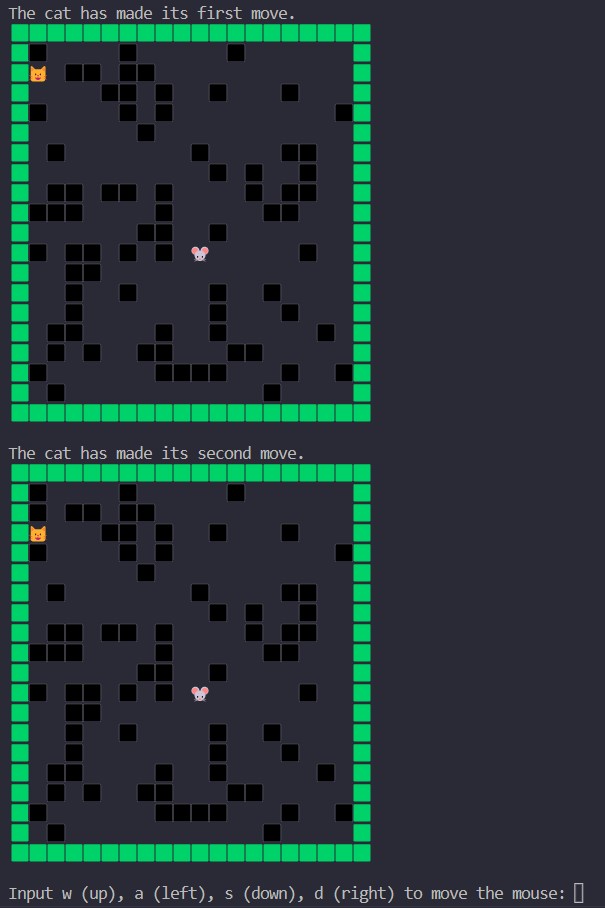 The cat has made its first move.
The cat has made its second move.
Input w (up), a (left), s (down), d (right) to move the mouse: